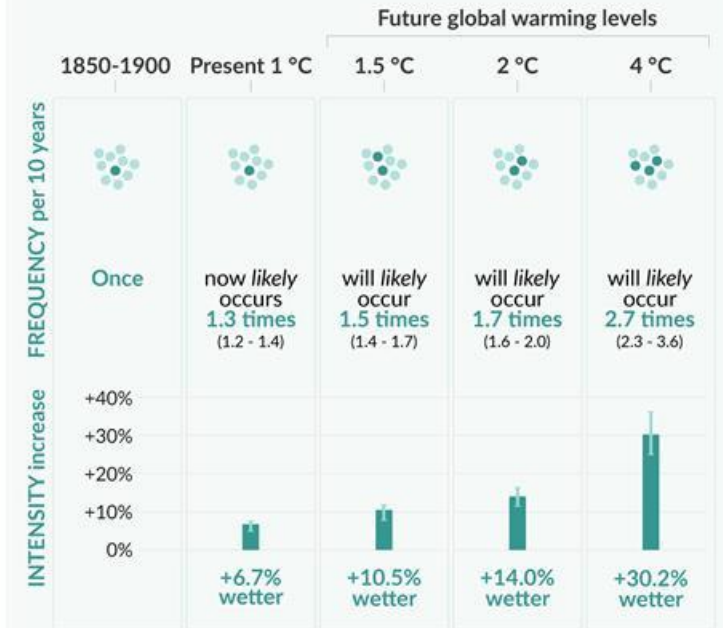 Future global warming levels
1850-1900 Present 1 °C 1.5 °C 2 °C 4 °C
FREQUENCY per 10 years
Once
now likely
occurs
1.3 times
(1.2 - 1.4)
will likely
occur
1.5 times
(1.4 - 1.7)
will likely
occur
1.7 times
(1.6 - 2.0)
will likely
occur
2.7 times
(2.3 - 3.6)
INTENSITY increase
+40%
+30%
+20%
+10%
0%
+6.7%
wetter
+10.5%
wetter
+14.0%
wetter
+30.2%
wetter